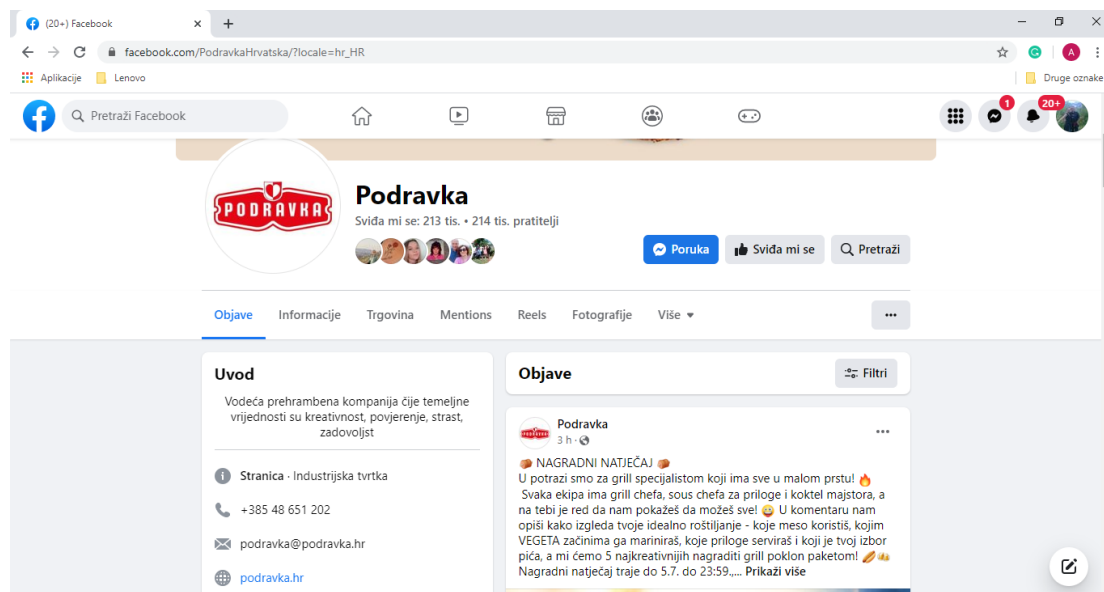 (20+) Facebook
facebook.com/PodravkaHrvatska/?locale=hr_HR
A
Aplikacije
Lenovo
Druge oznake
Pretraži Facebook
1
20+
PODRAVKA
Podravka
Sviđa mi se: 213 tis. • 214 tis. pratitelji
Poruka
Sviđa mi se
Pretraži
Objave
Informacije
Trgovina
Mentions
Reels
Fotografije
Više
Uvod
Vodeća prehrambena kompanija čije temeljne
vrijednosti su kreativnost, povjerenje, strast,
zadovoljst
Stranica · Industrijska tvrtka
+385 48 651 202
podravka@podravka.hr
podravka.hr
Objave
Filtri
Podravka
3 h ·
NAGRADNI NATJEČAJ
U potrazi smo za grill specijalistom koji ima sve u malom prstu!
Svaka ekipa ima grill chefa, sous chefa za priloge i koktel majstora, a
na tebi je red da nam pokažeš da možeš sve! 😀 U komentaru nam
opiši kako izgleda tvoje idealno roštiljanje - koje meso koristiš, kojim
VEGETA začinima ga mariniraš, koje priloge serviraš i koji je tvoj izbor
pića, a mi ćemo 5 najkreativnijih nagraditi grill poklon paketom!
Nagradni natječaj traje do 5.7. do 23:59.,... Prikaži više